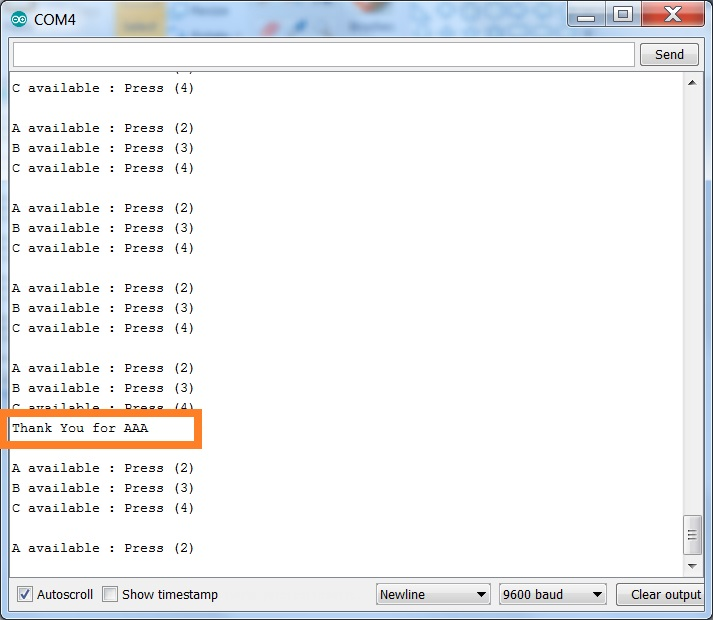 COM4
Send
C available : Press (4)
A available : Press (2)
B available : Press (3)
C available : Press (4)
A available : Press (2)
B available : Press (3)
C available : Press (4)
A available : Press (2)
B available : Press (3)
C available : Press (4)
A available : Press (2)
B available : Press (3)
C available : Press (4)
Thank You for AAA
A available : Press (2)
B available : Press (3)
C available : Press (4)
A available : Press (2)
Autoscroll Show timestamp Newline 9600 baud Clear output